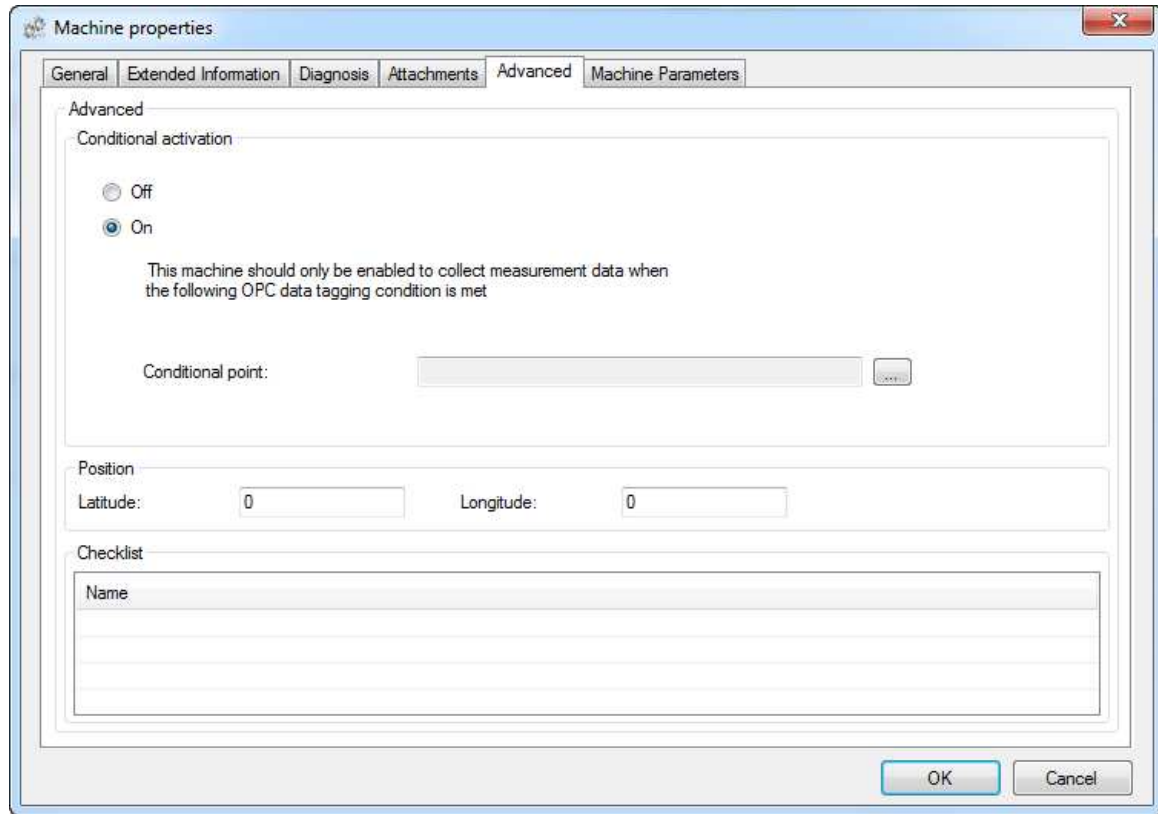 Machine properties
General Extended Information Diagnosis Attachments Advanced Machine Parameters
Advanced
Conditional activation
Off
On
This machine should only be enabled to collect measurement data when
the following OPC data tagging condition is met
Conditional point: ...
Position
Latitude: 0 Longitude: 0
Checklist
Name
OK Cancel